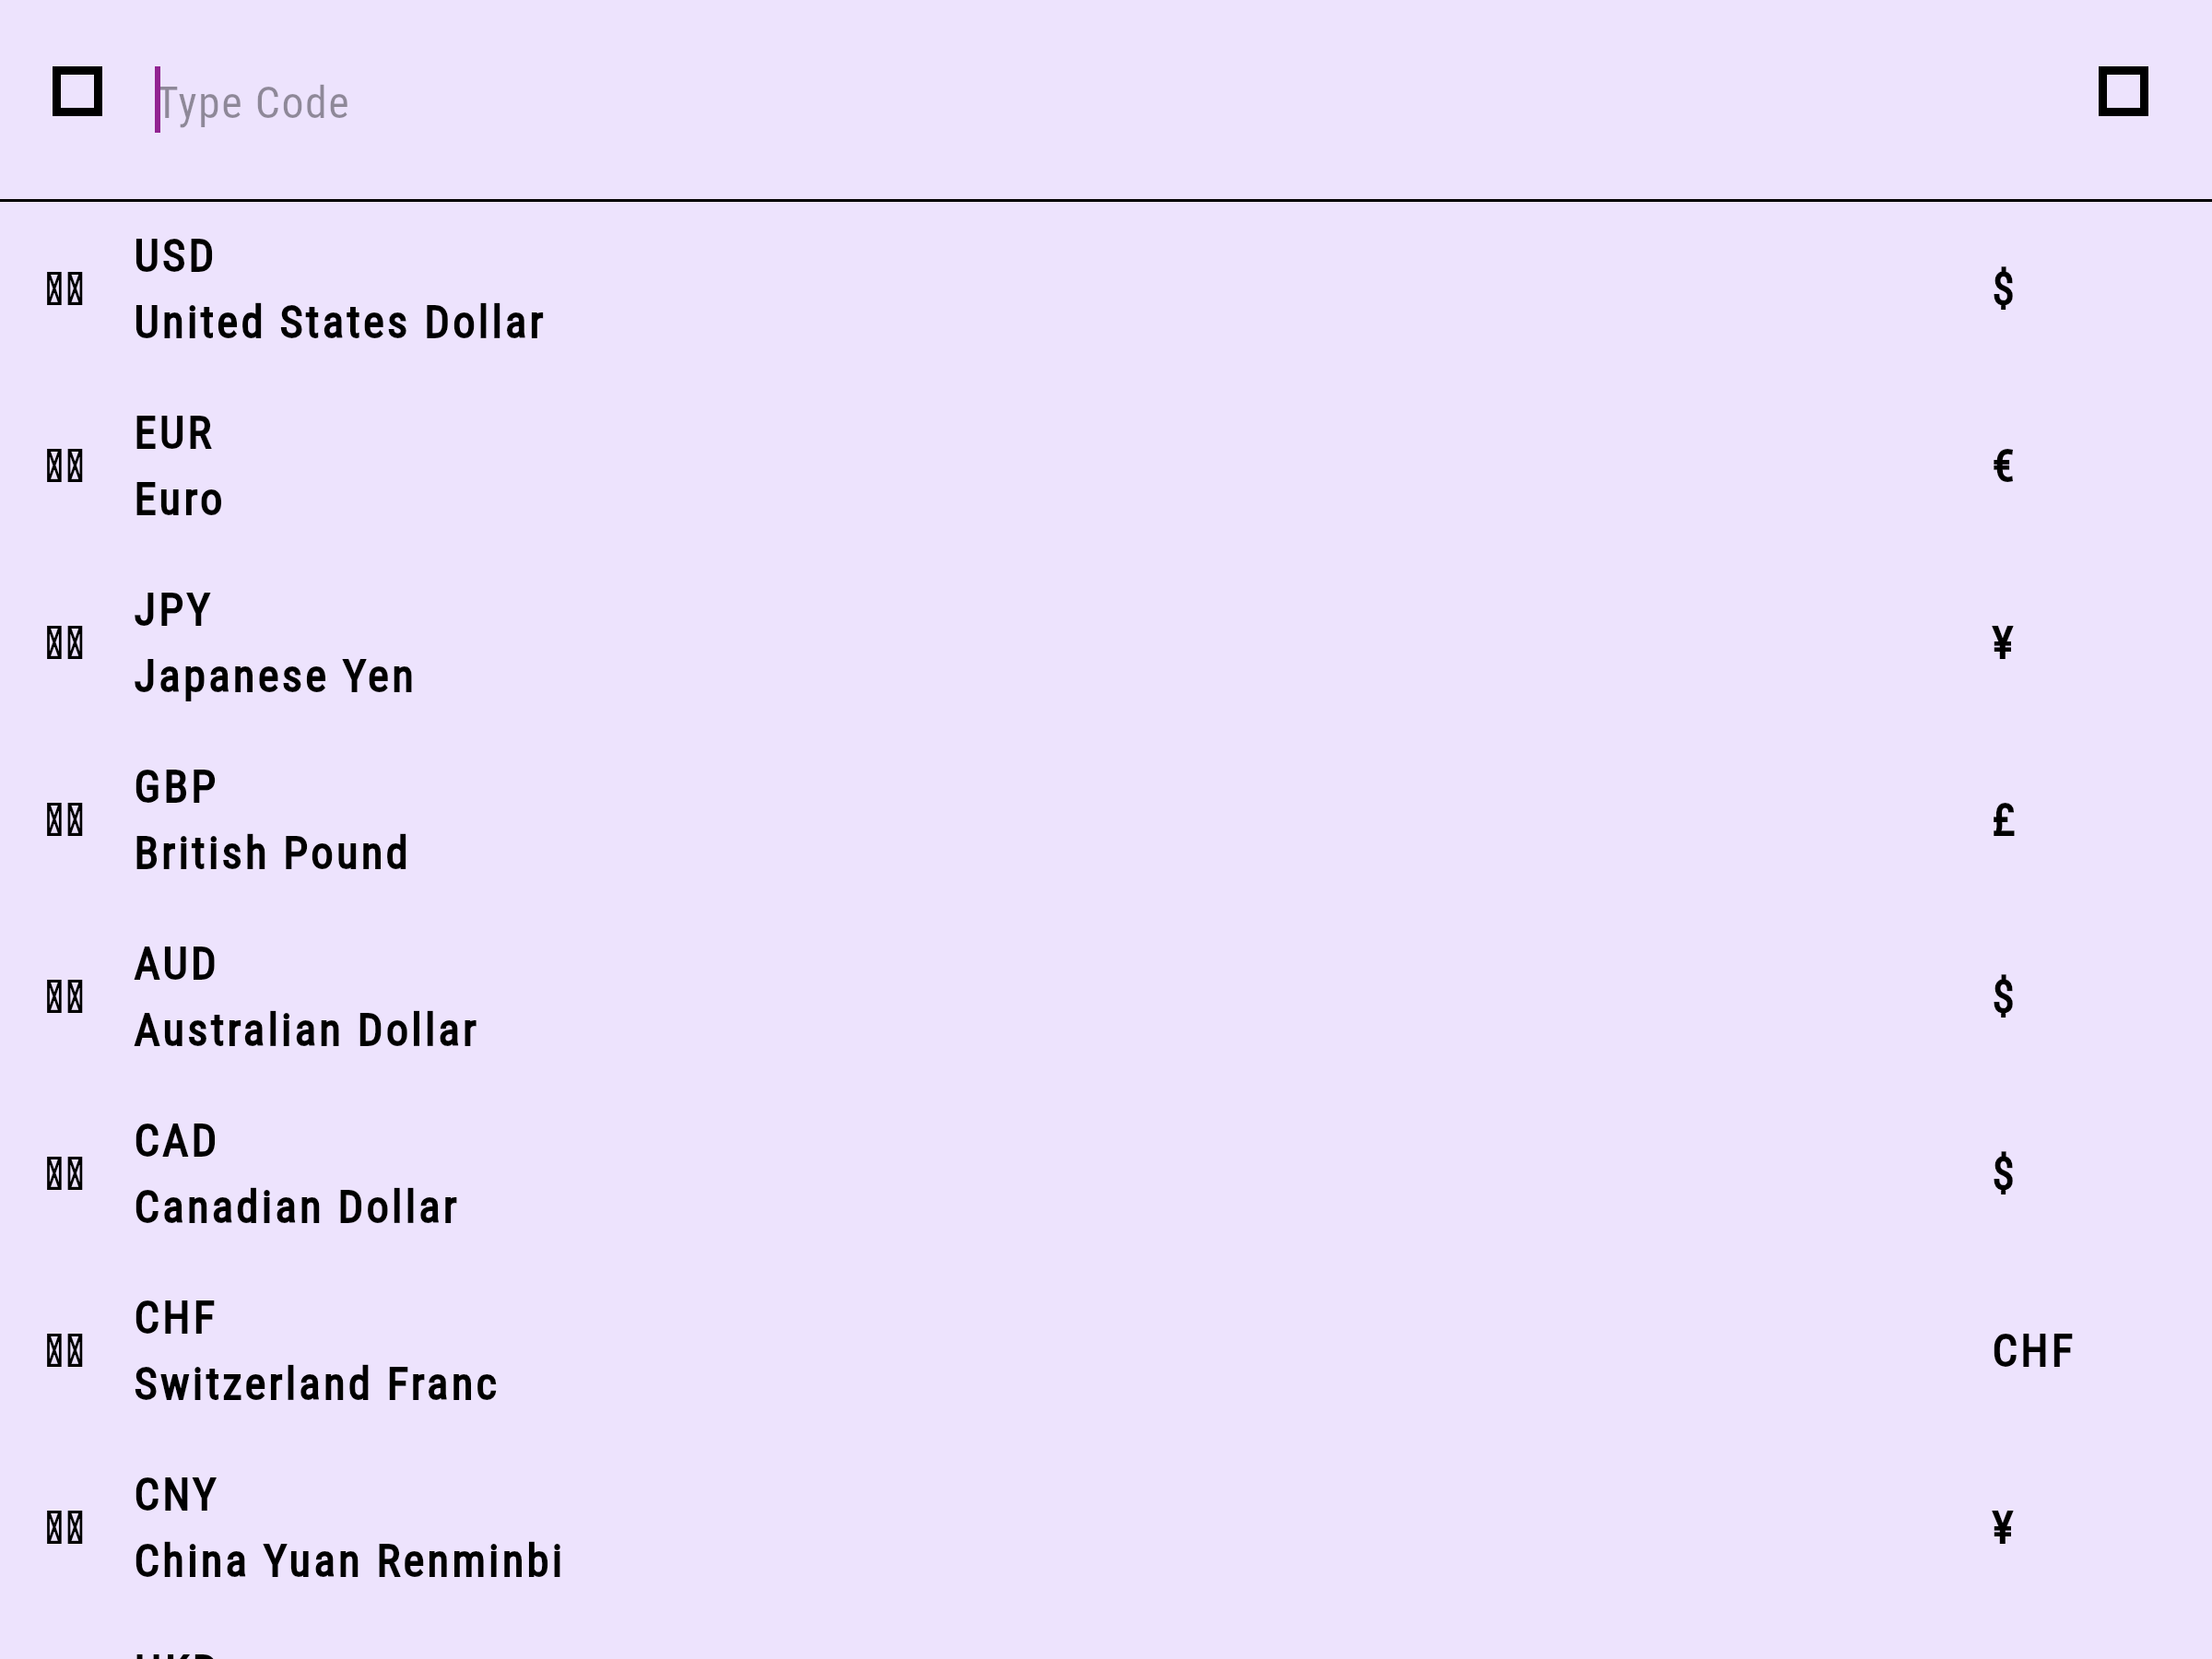 Type Code
USD
United States Dollar
$
EUR
Euro
€
JPY
Japanese Yen
¥
GBP
British Pound
£
AUD
Australian Dollar
$
CAD
Canadian Dollar
$
CHF
Switzerland Franc
CHF
CNY
China Yuan Renminbi
¥